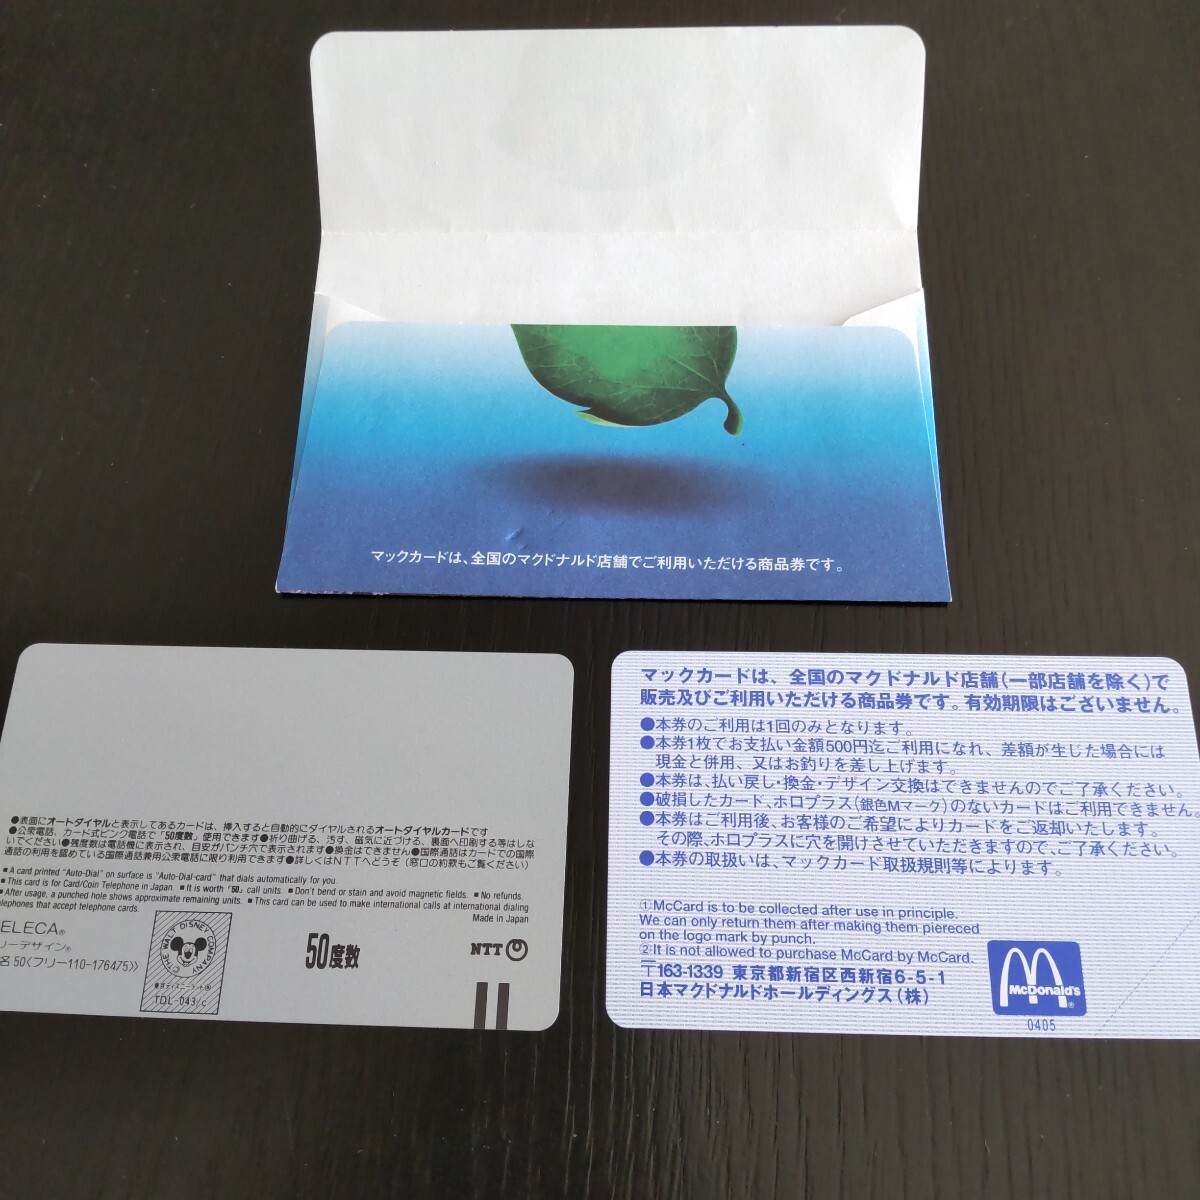 マックカードは、全国のマクドナルド店舗でご利用いただける商品券です。
●表面にオートダイヤルと表示してあるカードは、挿入すると自動的にダイヤルされるオートダイヤルカードです
●公衆電話、カード式ピンク電話で「50度数」使用できます●折り曲げる、汚す、磁気に近づける、裏面へ印刷する等はしな
いでください●残度数は電話機に表示され、目安がパンチ穴で表示されます●換金はできません●国際通話はカードでの国際
通話の利用を認めている国際通話兼用公衆電話に限り利用できます●詳しくはNTTへどうぞ(窓口の約款もご覧ください)
■A card printed "Auto-Dial" on surface is "Auto-Dial-card" that dials automatically for you.
■This card is for Card/Coin Telephone in Japan ■It is worth「50」call units ■Don't bend or stain and avoid magnetic fields. ■No refunds.
■After usage, a punched hole shows approximate remaining units. ■This card can be used to make international calls at international dialing
elephones that accept telephone cards.
Made in Japan
ELECA®
リーデザイン®
名 50〈フリー110-176475〉
©THE WALT DISNEY COMPANY
東京ディズニーランド®
TDL-043/c
50度数
NTT
マックカードは、全国のマクドナルド店舗(一部店舗を除く)で
販売及びご利用いただける商品券です。有効期限はございません。
●本券のご利用は1回のみとなります。
●本券1枚でお支払い金額500円迄ご利用になれ、差額が生じた場合には
現金と併用、又はお釣りを差し上げます。
●本券は、払い戻し・換金・デザイン交換はできませんのでご了承ください。
●破損したカード、ホロプラス(銀色Mマーク)のないカードはご利用できません
●本券はご利用後、お客様のご希望によりカードをご返却いたします。
その際、ホロプラスに穴を開けさせていただきますので、ご了承ください。
●本券の取扱いは、マックカード取扱規則等によります。
①McCard is to be collected after use in principle.
We can only return them after making them piereced
on the logo mark by punch.
②It is not allowed to purchase McCard by McCard.
〒163-1339 東京都新宿区西新宿6-5-1
日本マクドナルドホールディングス(株)
McDonald's®
0405